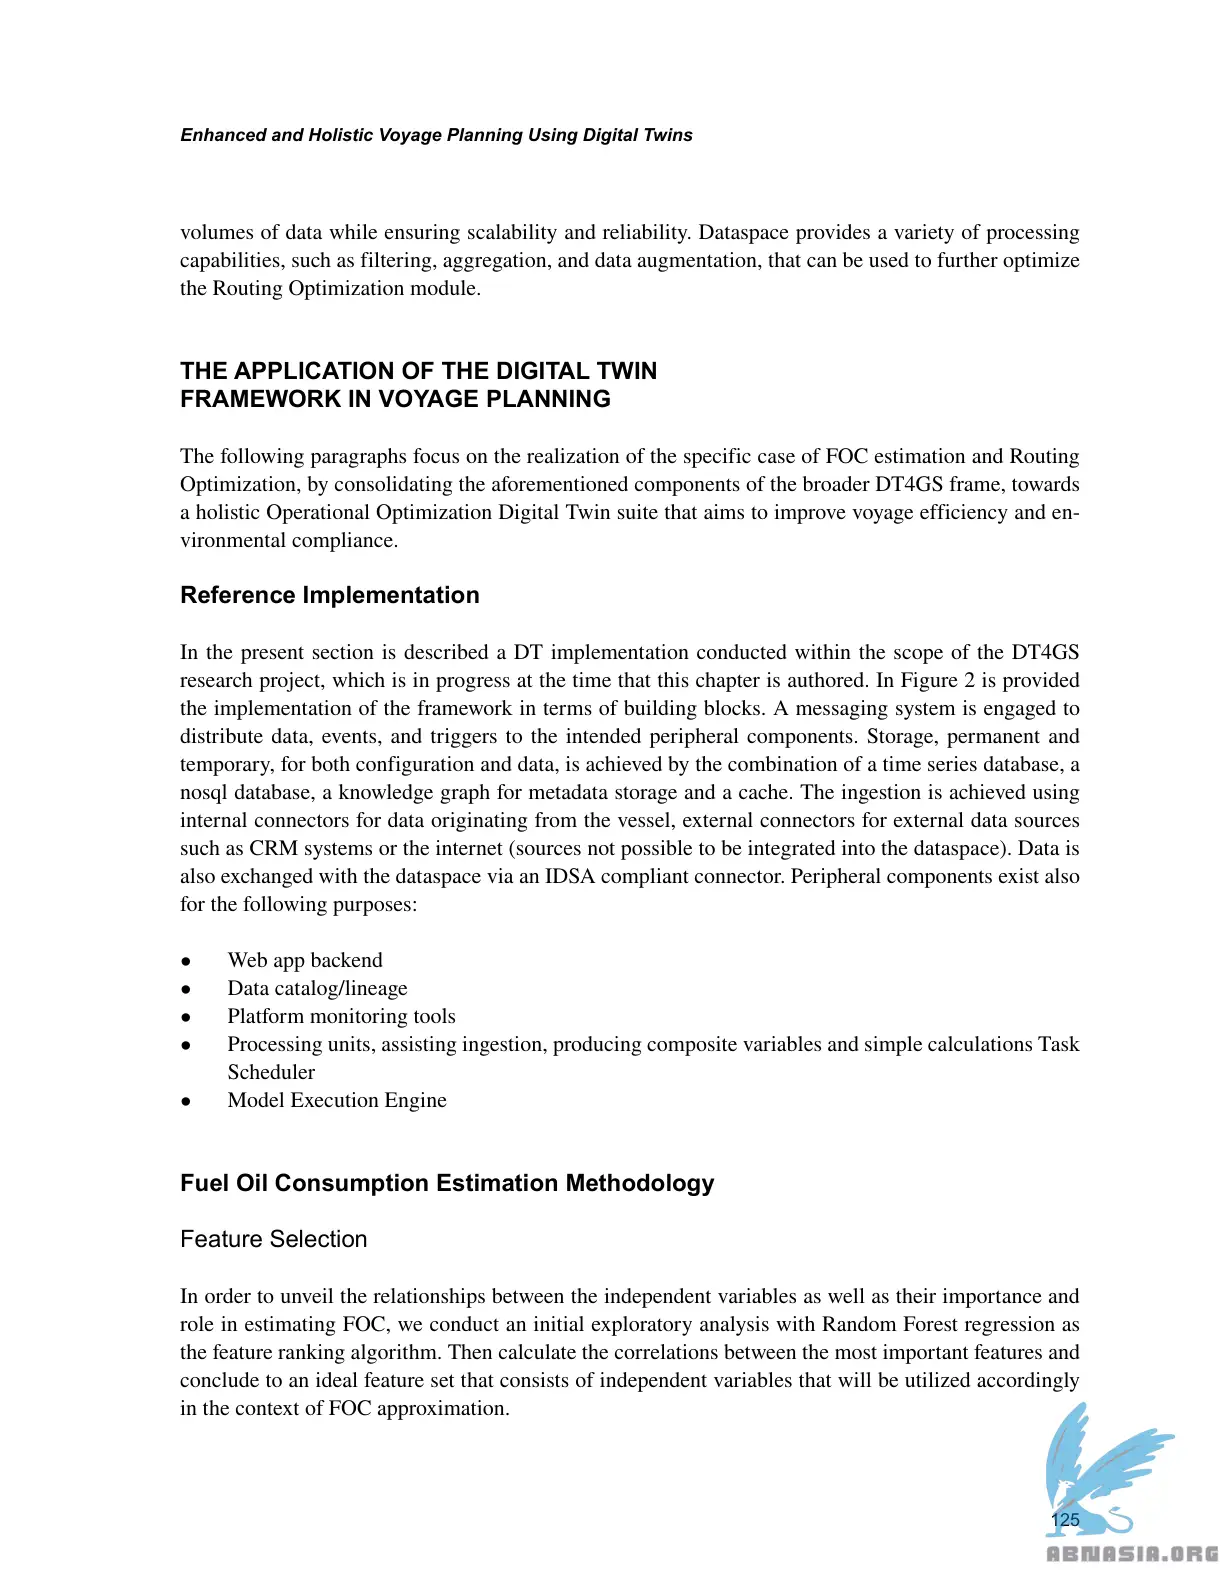 Enhanced and Holistic Voyage Planning Using Digital Twins
volumes of data while ensuring scalability and reliability. Dataspace provides a variety of processing
capabilities, such as filtering, aggregation, and data augmentation, that can be used to further optimize
the Routing Optimization module.
THE APPLICATION OF THE DIGITAL TWIN
FRAMEWORK IN VOYAGE PLANNING
The following paragraphs focus on the realization of the specific case of FOC estimation and Routing
Optimization, by consolidating the aforementioned components of the broader DT4GS frame, towards
a holistic Operational Optimization Digital Twin suite that aims to improve voyage efficiency and en-
vironmental compliance.
Reference Implementation
In the present section is described a DT implementation conducted within the scope of the DT4GS
research project, which is in progress at the time that this chapter is authored. In Figure 2 is provided
the implementation of the framework in terms of building blocks. A messaging system is engaged to
distribute data, events, and triggers to the intended peripheral components. Storage, permanent and
temporary, for both configuration and data, is achieved by the combination of a time series database, a
nosql database, a knowledge graph for metadata storage and a cache. The ingestion is achieved using
internal connectors for data originating from the vessel, external connectors for external data sources
such as CRM systems or the internet (sources not possible to be integrated into the dataspace). Data is
also exchanged with the dataspace via an IDSA compliant connector. Peripheral components exist also
for the following purposes:
● Web app backend
● Data catalog/lineage
● Platform monitoring tools
● Processing units, assisting ingestion, producing composite variables and simple calculations Task
Scheduler
● Model Execution Engine
Fuel Oil Consumption Estimation Methodology
Feature Selection
In order to unveil the relationships between the independent variables as well as their importance and
role in estimating FOC, we conduct an initial exploratory analysis with Random Forest regression as
the feature ranking algorithm. Then calculate the correlations between the most important features and
conclude to an ideal feature set that consists of independent variables that will be utilized accordingly
in the context of FOC approximation.
125
ABNASIA.ORG